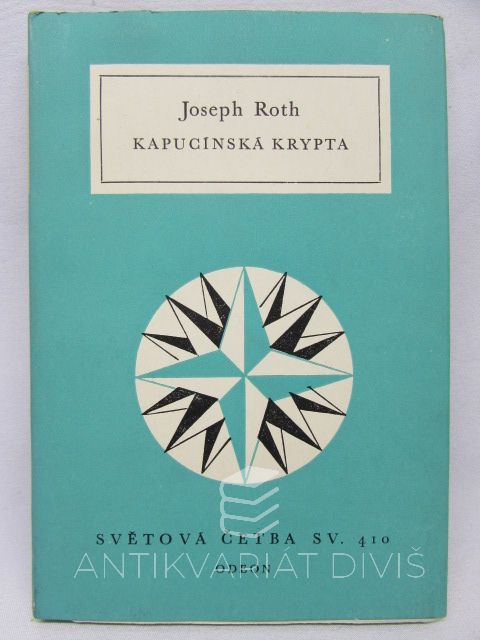 Joseph Roth
KAPUCÍNSKÁ KRYPTA
SVĚTOVÁ ČETBA SV. 410
ANTIKVARIÁT DIVIŠ
ODEON